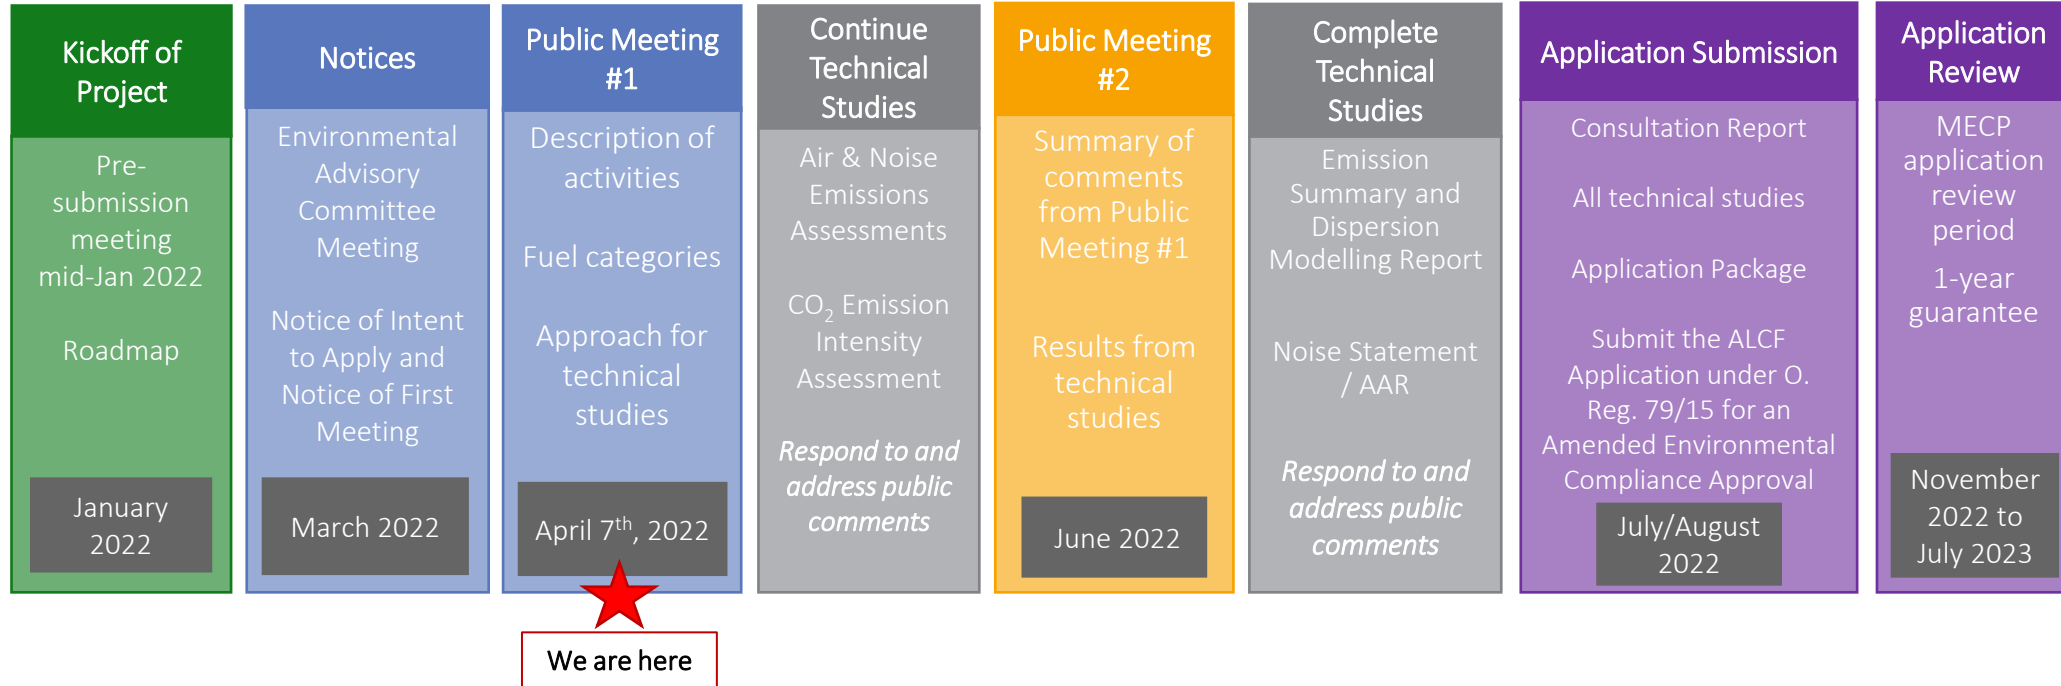 Kickoff of
Project
Pre-
submission
meeting
mid-Jan 2022
Roadmap
January
2022
Notices
Environmental
Advisory
Committee
Meeting
Notice of Intent
to Apply and
Notice of First
Meeting
March 2022
Public Meeting
#1
Description of
activities
Fuel categories
Approach for
technical
studies
April 7th, 2022
We are here
Continue
Technical
Studies
Air & Noise
Emissions
Assessments
CO2 Emission
Intensity
Assessment
Respond to and
address public
comments
Public Meeting
#2
Summary of
comments
from Public
Meeting #1
Results from
technical
studies
June 2022
Complete
Technical
Studies
Emission
Summary and
Dispersion
Modelling Report
Noise Statement
/ AAR
Respond to and
address public
comments
Application Submission
Consultation Report
All technical studies
Application Package
Submit the ALCF
Application under O.
Reg. 79/15 for an
Amended Environmental
Compliance Approval
July/August
2022
Application
Review
MECP
application
review
period
1-year
guarantee
November
2022 to
July 2023